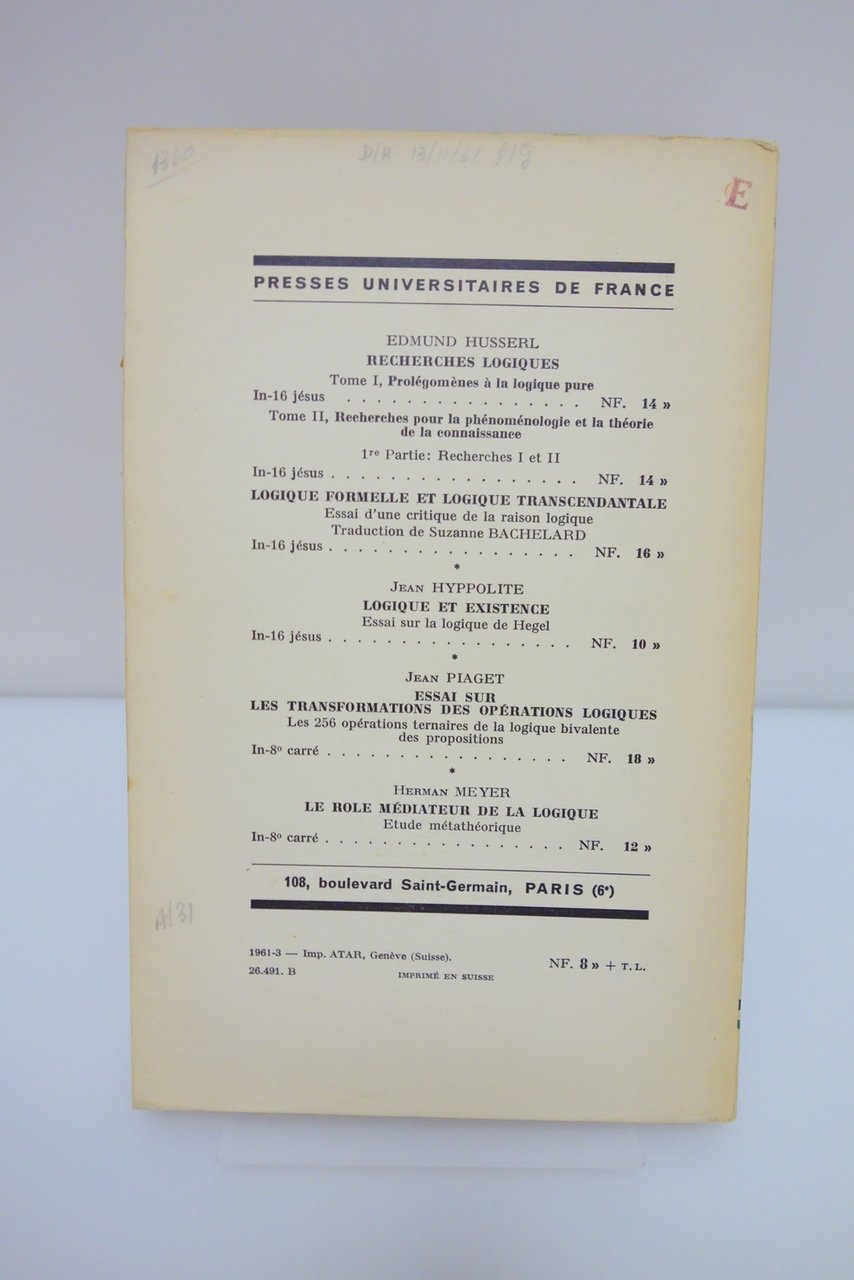 1360
D/A 13/11/61
E
PRESSES UNIVERSITAIRES DE FRANCE
EDMUND HUSSERL
RECHERCHES LOGIQUES
Tome I, Prolégomènes à la logique pure
In-16 jésus . . . . . . . . . . . . . . . . NF. 14 »
Tome II, Recherches pour la phénoménologie et la théorie
de la connaissance
1re Partie: Recherches I et II
In-16 jésus . . . . . . . . . . . . . . . . . NF. 14 »
LOGIQUE FORMELLE ET LOGIQUE TRANSCENDANTALE
Essai d'une critique de la raison logique
Traduction de Suzanne BACHELARD
In-16 jésus . . . . . . . . . . . . . . . . . NF. 16 »
*
JEAN HYPPOLITE
LOGIQUE ET EXISTENCE
Essai sur la logique de Hegel
In-16 jésus . . . . . . . . . . . . . . . . . NF. 10 »
*
JEAN PIAGET
ESSAI SUR
LES TRANSFORMATIONS DES OPÉRATIONS LOGIQUES
Les 256 opérations ternaires de la logique bivalente
des propositions
In-8º carré . . . . . . . . . . . . . . . . . NF. 18 »
*
HERMAN MEYER
LE ROLE MÉDIATEUR DE LA LOGIQUE
Etude métathéorique
In-8º carré . . . . . . . . . . . . . . . . . NF. 12 »
108, boulevard Saint-Germain, PARIS (6e)
A/31
1961-3 — Imp. ATAR, Genève (Suisse).
NF. 8 » + T. L.
26.491. B
IMPRIMÉ EN SUISSE